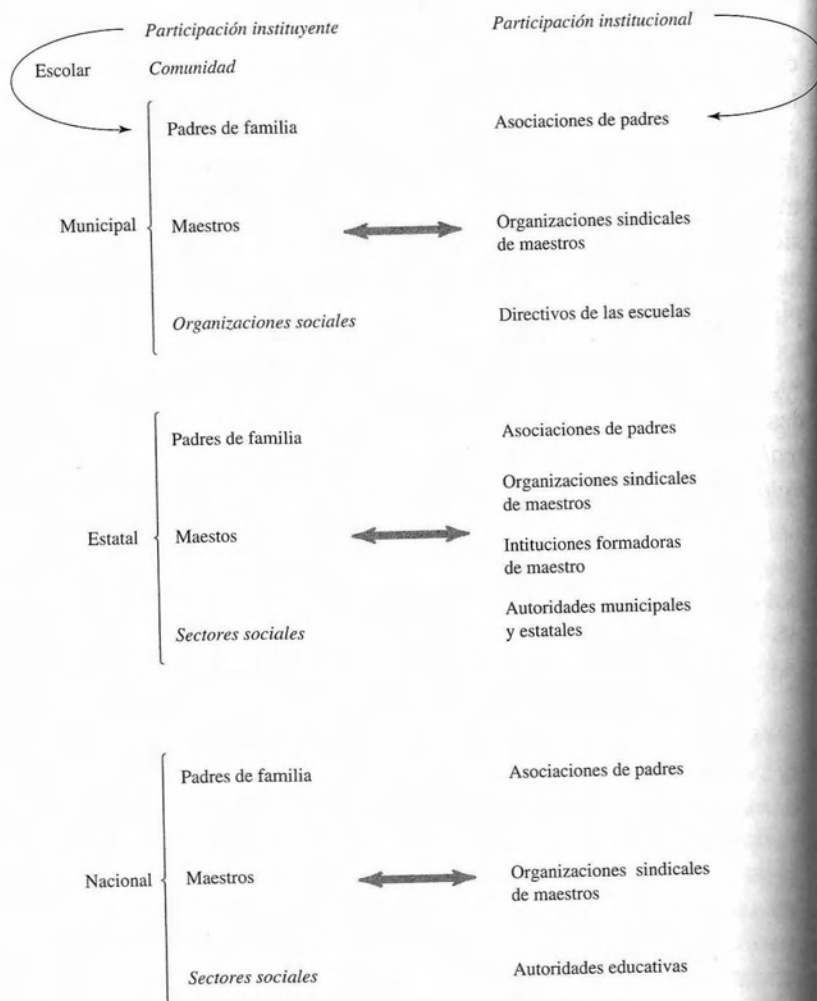 Participación instituyente
Participación institucional
Escolar
Comunidad
Padres de familia
Asociaciones de padres
Municipal
Maestros
Organizaciones sindicales
de maestros
Organizaciones sociales
Directivos de las escuelas
Padres de familia
Asociaciones de padres
Organizaciones sindicales
de maestros
Estatal
Maestos
Intituciones formadoras
de maestro
Sectores sociales
Autoridades municipales
y estatales
Padres de familia
Asociaciones de padres
Nacional
Maestros
Organizaciones sindicales
de maestros
Sectores sociales
Autoridades educativas